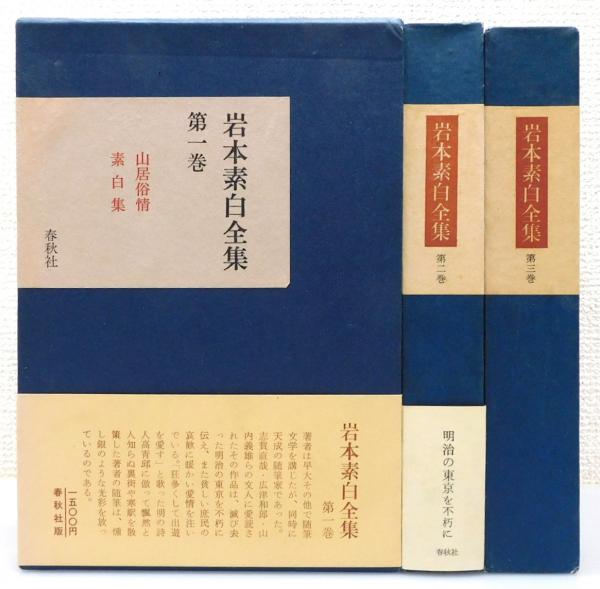 岩本素白全集
第一巻
山居俗情
素白集
春秋社
岩本素白全集
第一巻
著者は早大その他で随筆
文学を講じたが、同時に
天成の随筆家であった。
志賀直哉・広津和郎・山
内義雄らの文人に愛読さ
れたその作品は、滅び去
った明治の東京を不朽に
伝え、また貧しい庶民の
哀歓に暖かい愛情を注い
でいる。「狂多くして出遊
を愛す」と歌った明の詩
人高青邱に倣って飄然と
人知らぬ裏街や寒駅を散
策した著者の随筆は、燻
し銀のような光彩を放っ
ているのである。
一五〇〇円
春秋社版
岩本素白全集
第二巻
明治の東京を不朽に
春秋社
岩本素白全集
第三巻